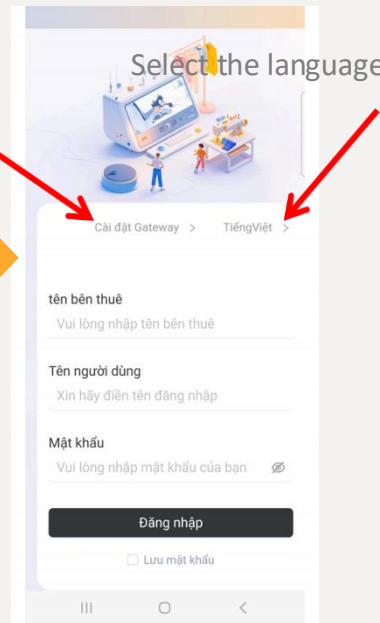 Select the language
Cài đặt Gateway > TiếngViệt >
tên bên thuê
Vui lòng nhập tên bên thuê
Tên người dùng
Xin hãy điền tên đăng nhập
Mật khẩu
Vui lòng nhập mật khẩu của bạn
Đăng nhập
Lưu mật khẩu